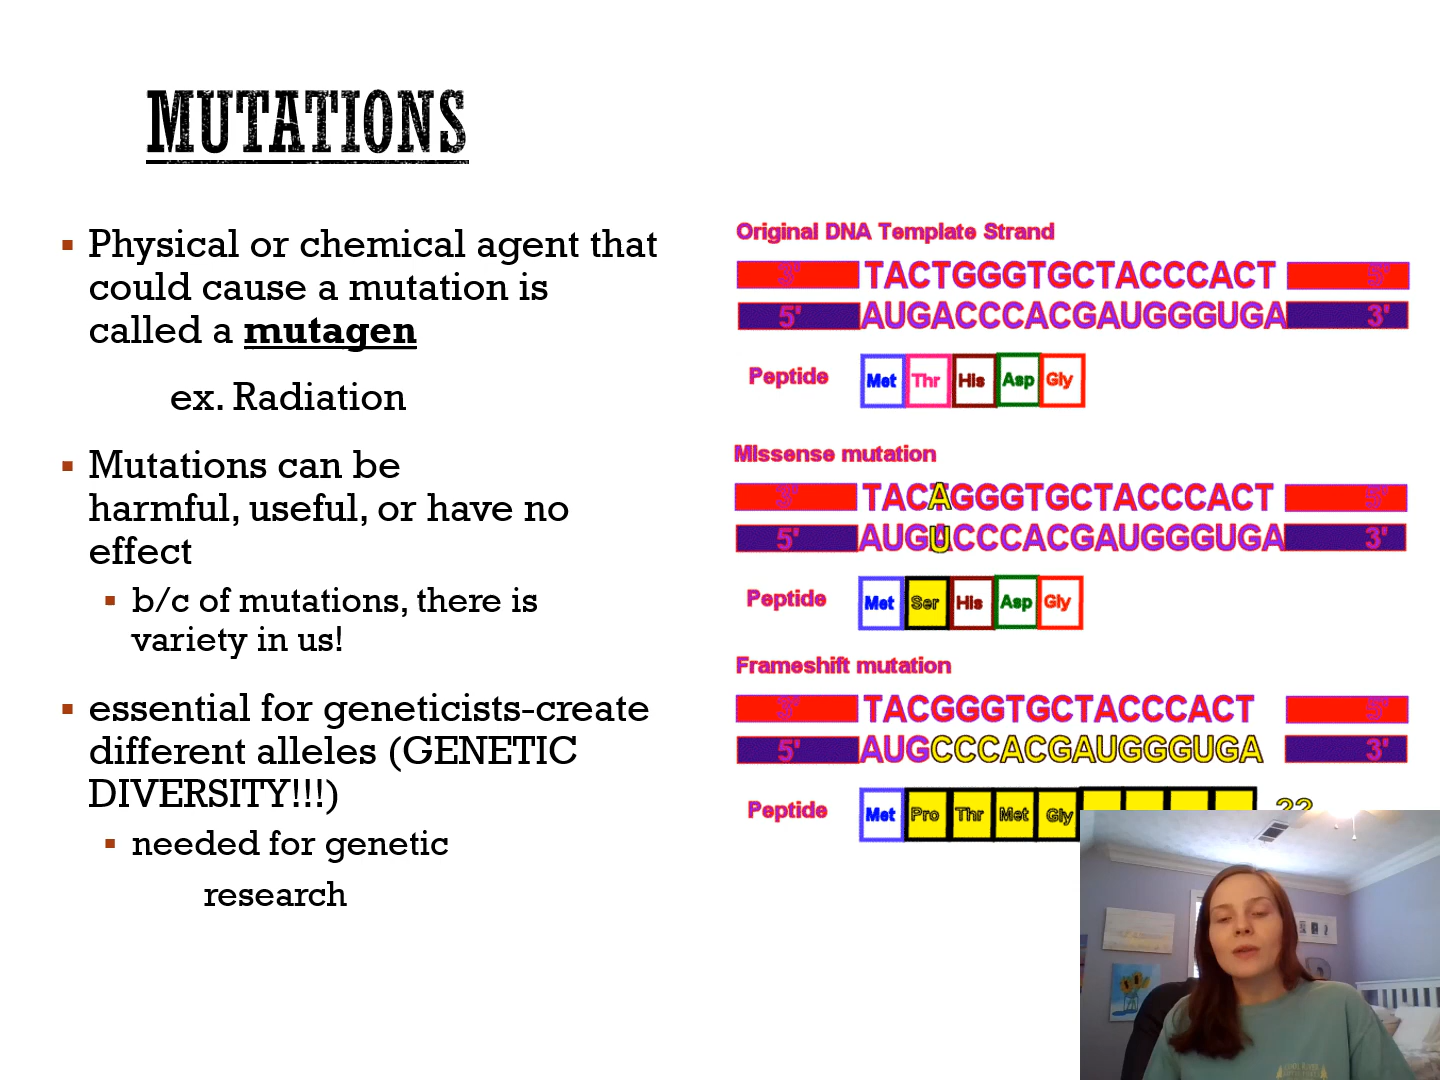 MUTATIONS
Physical or chemical agent that
could cause a mutation is
called a mutagen
ex. Radiation
Mutations can be
harmful, useful, or have no
effect
b/c of mutations, there is
variety in us!
essential for geneticists-create
different alleles (GENETIC
DIVERSITY!!!)
needed for genetic
research
Original DNA Template Strand
3' TACTGGGTGCTACCCACT 5'
5' AUGACCCACGAUGGGUGA 3'
Peptide Met Thr His Asp Gly
Missense mutation
3' TACAGGGTGCTACCCACT 5'
5' AUGUCCCACGAUGGGUGA 3'
Peptide Met Ser His Asp Gly
Frameshift mutation
3' TACGGGTGCTACCCACT 5'
5' AUGCCCACGAUGGGUGA 3'
Peptide Met Pro Thr Met Gly ??